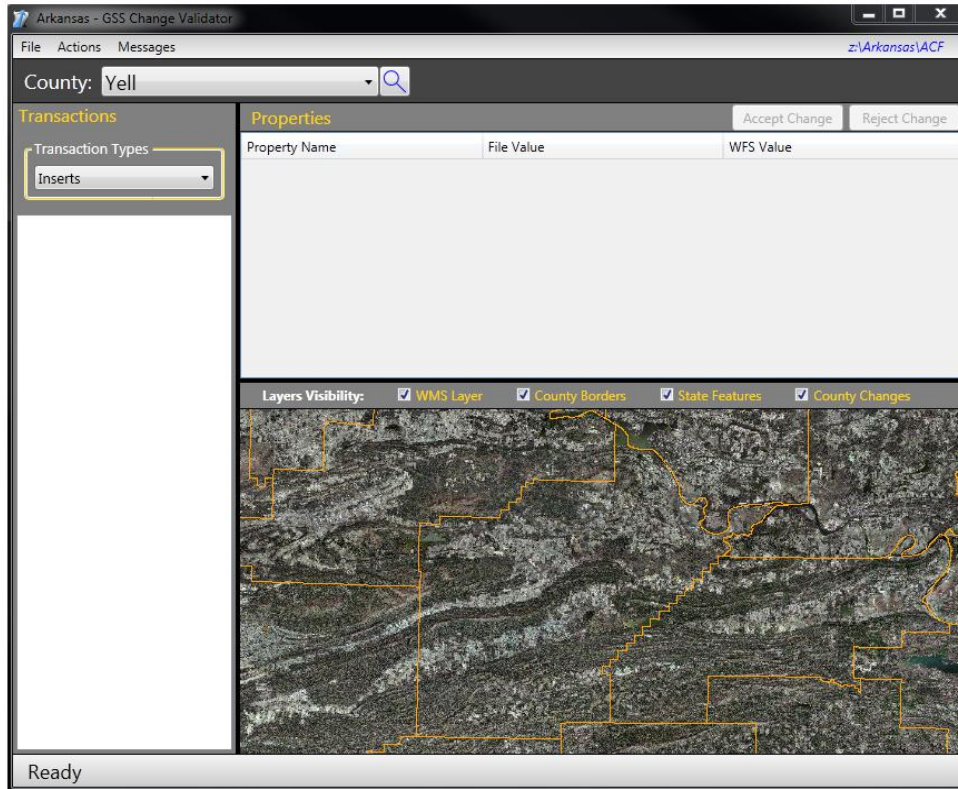 Arkansas - GSS Change Validator
File Actions Messages z:\Arkansas\ACF
County: Yell
Transactions
Transaction Types
Inserts
Properties Accept Change Reject Change
Property Name File Value WFS Value
Layers Visibility: WMS Layer County Borders State Features County Changes
Ready